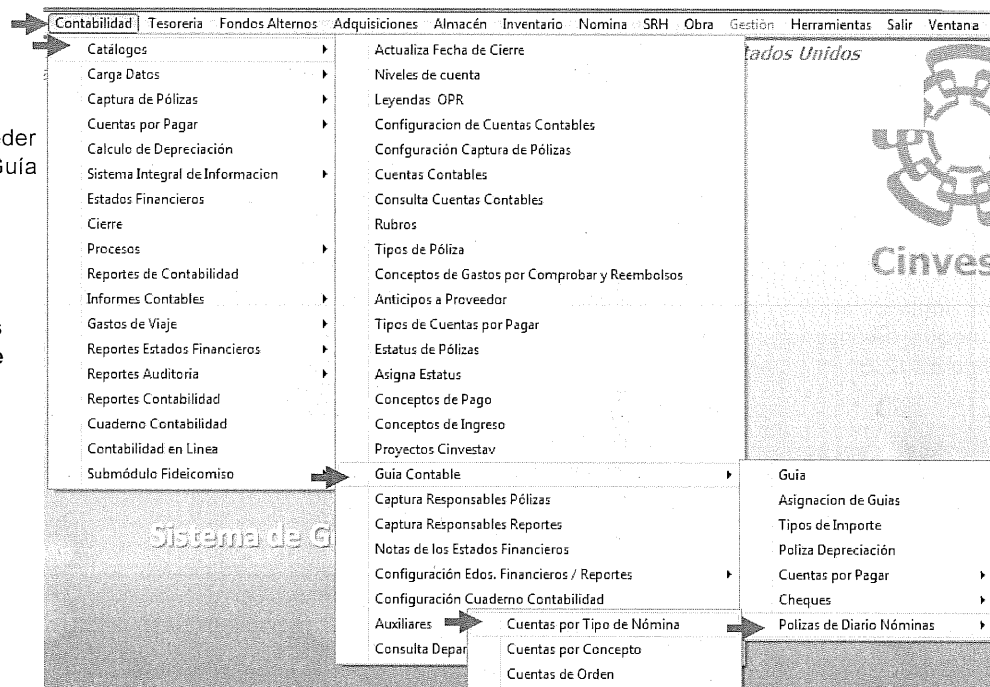 Contabilidad Tesoreria Fondos Alternos Adquisiciones Almacén Inventario Nomina SRH Obra Gestión Herramientas Salir Ventana
Catálogos
Carga Datos
Captura de Pólizas
Cuentas por Pagar
Calculo de Depreciación
Sistema Integral de Informacion
Estados Financieros
Cierre
Procesos
Reportes de Contabilidad
Informes Contables
Gastos de Viaje
Reportes Estados Financieros
Reportes Auditoria
Reportes Contabilidad
Cuaderno Contabilidad
Contabilidad en Linea
Submódulo Fideicomiso
Actualiza Fecha de Cierre
Niveles de cuenta
Leyendas OPR
Configuracion de Cuentas Contables
Confguración Captura de Pólizas
Cuentas Contables
Consulta Cuentas Contables
Rubros
Tipos de Póliza
Conceptos de Gastos por Comprobar y Reembolsos
Anticipos a Proveedor
Tipos de Cuentas por Pagar
Estatus de Pólizas
Asigna Estatus
Conceptos de Pago
Conceptos de Ingreso
Proyectos Cinvestav
Guia Contable
Captura Responsables Pólizas
Captura Responsables Reportes
Notas de los Estados Financieros
Configuración Edos. Financieros / Reportes
Configuración Cuaderno Contabilidad
Auxiliares
Consulta Depar
Guia
Asignacion de Guias
Tipos de Importe
Poliza Depreciación
Cuentas por Pagar
Cheques
Polizas de Diario Nóminas
Cuentas por Tipo de Nómina
Cuentas por Concepto
Cuentas de Orden
tados Unidos
Cinves
Sistema de G
eder
Guía
s
e